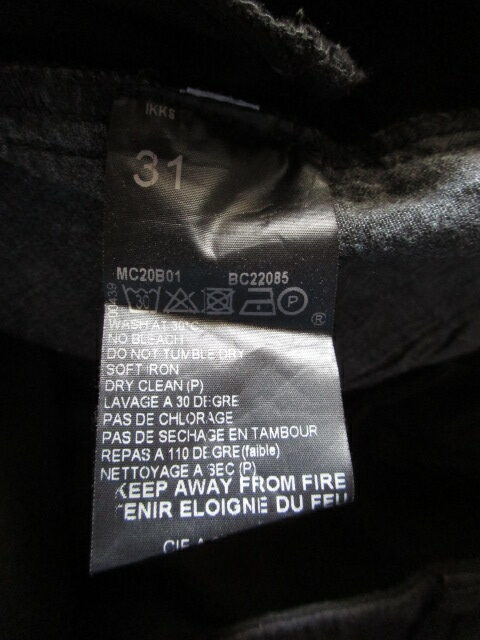 IKKS
31
MC20B01 BC22085
30 P
®
WASH AT 30°C
NO BLEACH
DO NOT TUMBLE DRY
SOFT IRON
DRY CLEAN (P)
LAVAGE A 30 DEGRE
PAS DE CHLORAGE
PAS DE SECHAGE EN TAMBOUR
REPAS A 110 DEGRE (faible)
NETTOYAGE A SEC (P)
KEEP AWAY FROM FIRE
TENIR ELOIGNE DU FEU